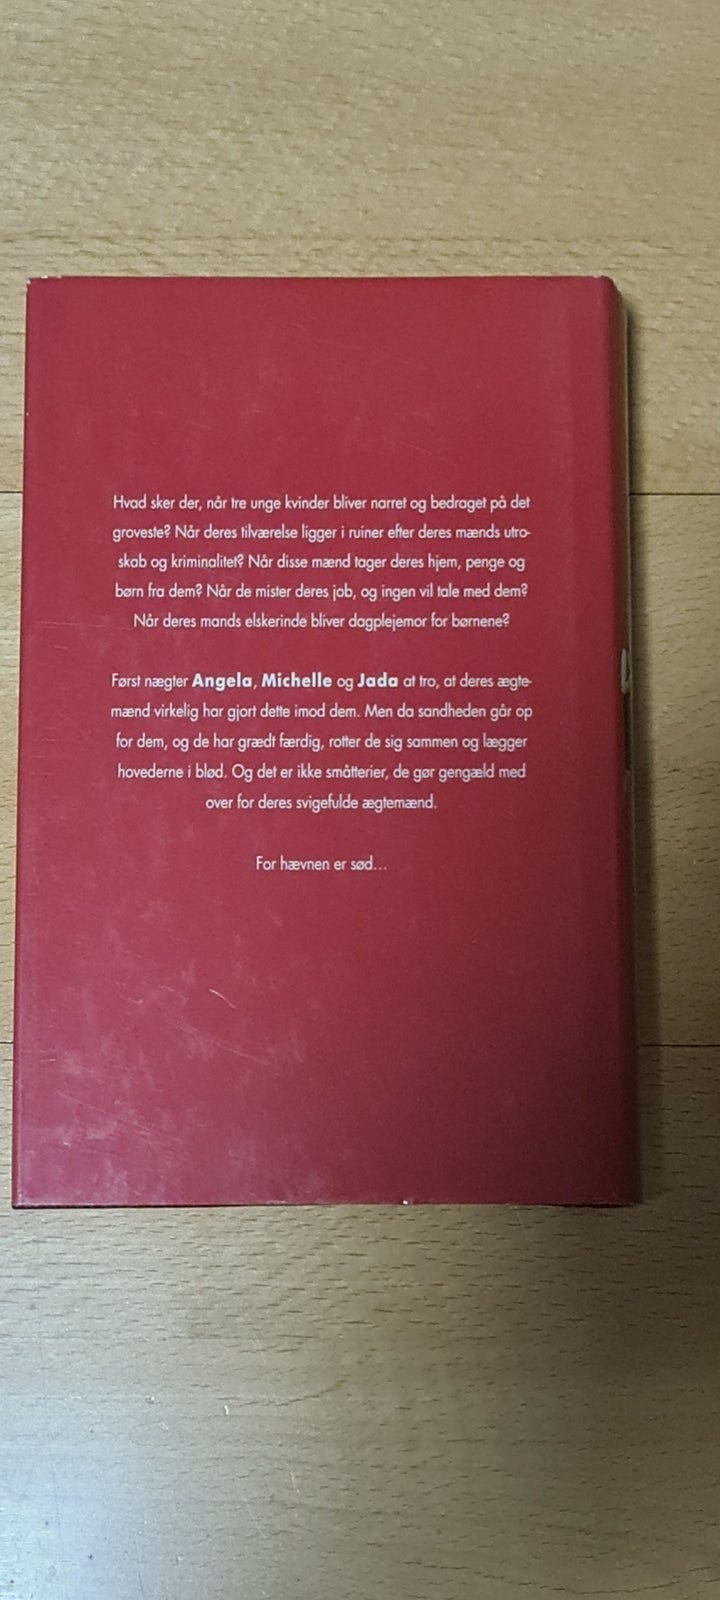 Hvad sker der, når tre unge kvinder bliver narret og bedraget på det
groveste? Når deres tilværelse ligger i ruiner efter deres mænds utro-
skab og kriminalitet? Når disse mænd tager deres hjem, penge og
børn fra dem? Når de mister deres job, og ingen vil tale med dem?
Når deres mands elskerinde bliver dagplejemor for børnene?
Først nægter Angela, Michelle og Jada at tro, at deres ægte-
mænd virkelig har gjort dette imod dem. Men da sandheden går op
for dem, og de har grædt færdig, rotter de sig sammen og lægger
hovederne i blød. Og det er ikke småtterier, de gør gengæld med
over for deres svigefulde ægtemænd.
For hævnen er sød...